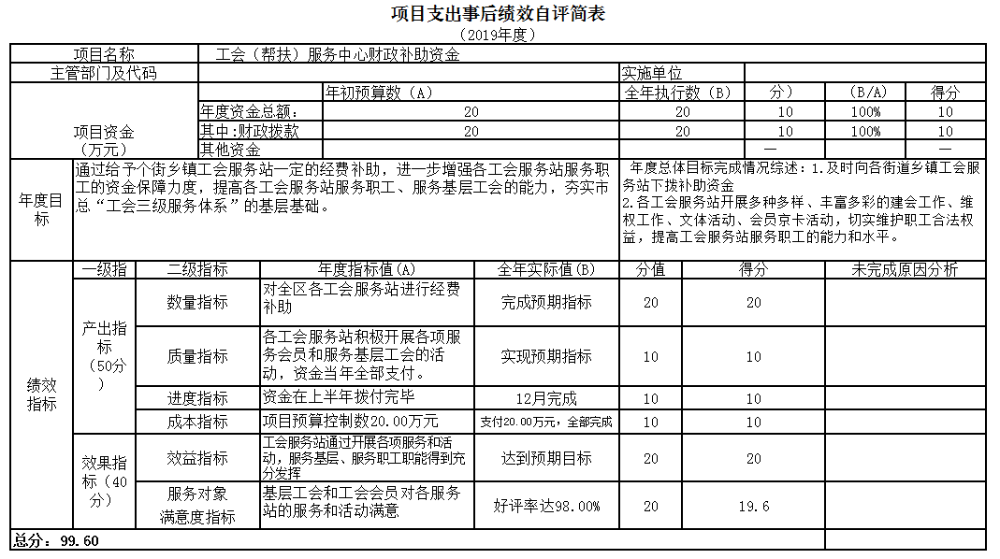 项目支出事后绩效自评简表
（2019年度）
项目名称 工会（帮扶）服务中心财政补助资金
主管部门及代码 实施单位
项目资金
（万元）
年初预算数（A） 全年执行数（B） 分） （B/A) 得分
年度资金总额： 20 20 10 100% 10
其中:财政拨款 20 20 10 100% 10
其他资金 — —
年度目
标
通过给予个街乡镇工会服务站一定的经费补助，进一步增强各工会服务站服务职
工的资金保障力度，提高各工会服务站服务职工、服务基层工会的能力，夯实市
总“工会三级服务体系”的基层基础。
年度总体目标完成情况综述：1.及时向各街道乡镇工会服
务站下拨补助资金
2.各工会服务站开展多种多样、丰富多彩的建会工作、维
权工作、文体活动、会员京卡活动，切实维护职工合法权
益，提高工会服务站服务职工的能力和水平。
绩效
指标
一级指 二级指标 年度指标值(A) 全年实际值(B) 分值 得分 未完成原因分析
产出指
标
（50分
）
数量指标
对全区各工会服务站进行经费
补助
完成预期指标 20 20
质量指标
各工会服务站积极开展各项服
务会员和服务基层工会的活
动，资金当年全部支付。
实现预期指标 10 10
进度指标 资金在上半年拨付完毕 12月完成 10 10
成本指标 项目预算控制数20.00万元 支付20.00万元，全部完成 10 10
效果指
标（40
分）
效益指标
工会服务站通过开展各项服务和活
动，服务基层、服务职工职能得到充
分发挥
达到预期目标 20 20
服务对象
满意度指标
基层工会和工会会员对各服务
站的服务和活动满意
好评率达98.00% 20 19.6
总分：99.60